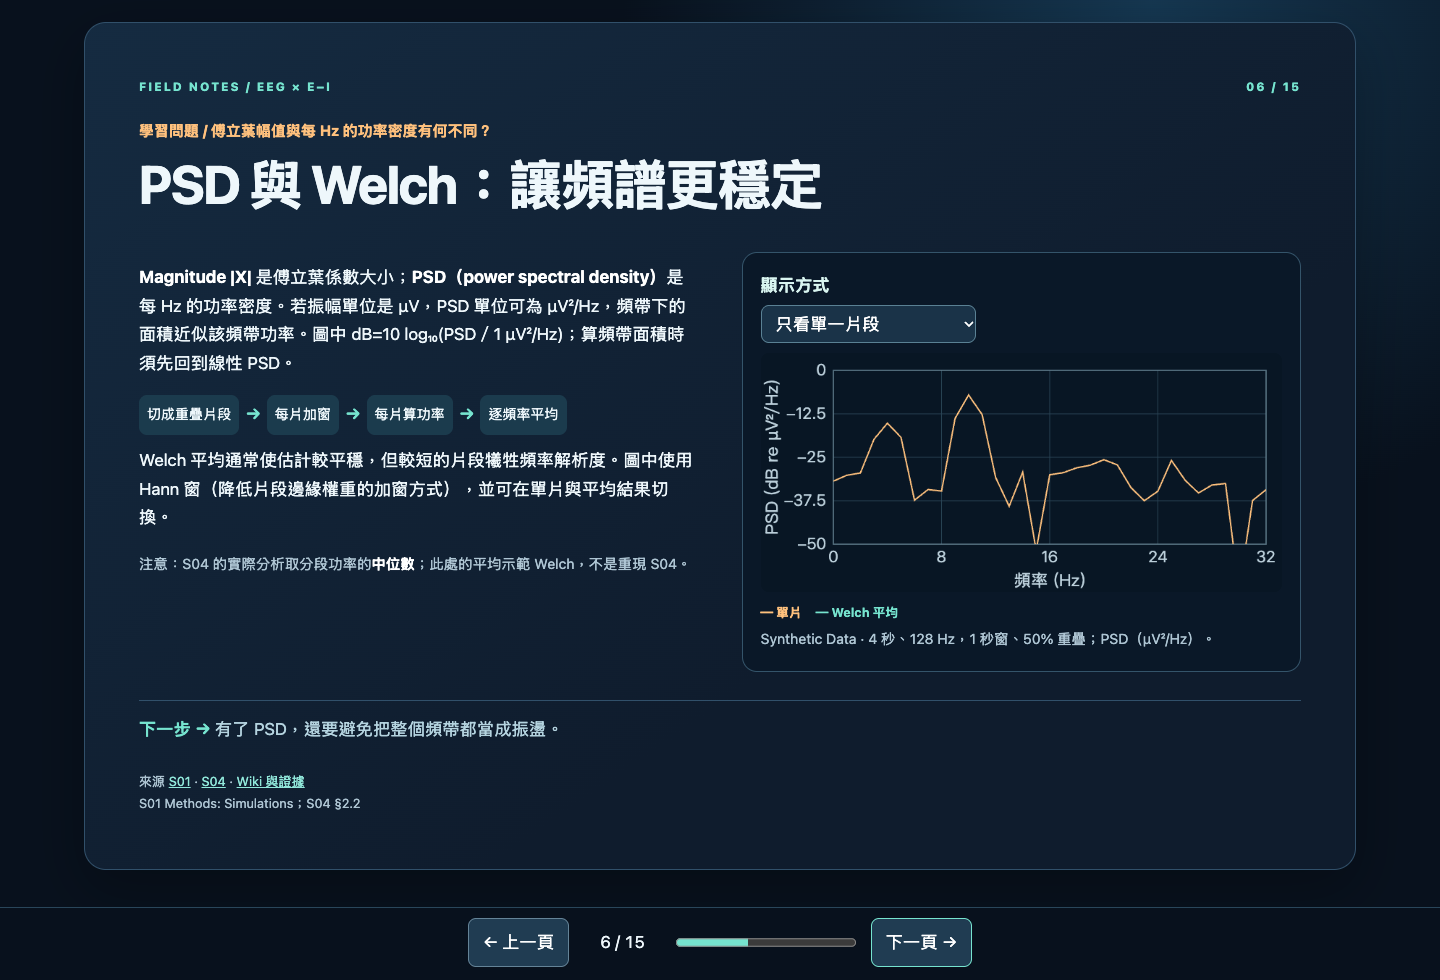 FIELD NOTES / EEG × E–I
06 / 15
學習問題 / 傅立葉幅值與每 Hz 的功率密度有何不同？
PSD 與 Welch：讓頻譜更穩定
Magnitude |X| 是傅立葉係數大小；PSD（power spectral density）是
每 Hz 的功率密度。若振幅單位是 μV，PSD 單位可為 μV²/Hz，頻帶下的
面積近似該頻帶功率。圖中 dB=10 log₁₀(PSD / 1 μV²/Hz)；算頻帶面積時
須先回到線性 PSD。
切成重疊片段 → 每片加窗 → 每片算功率 → 逐頻率平均
Welch 平均通常使估計較平穩，但較短的片段犧牲頻率解析度。圖中使用
Hann 窗（降低片段邊緣權重的加窗方式），並可在單片與平均結果切
換。
注意：S04 的實際分析取分段功率的中位數；此處的平均示範 Welch，不是重現 S04。
顯示方式
只看單一片段
PSD (dB re μV²/Hz)
0
−12.5
−25
−37.5
−50
0 8 16 24 32
頻率 (Hz)
— 單片 — Welch 平均
Synthetic Data · 4 秒、128 Hz，1 秒窗、50% 重疊；PSD（μV²/Hz）。
下一步 → 有了 PSD，還要避免把整個頻帶都當成振盪。
來源 S01 · S04 · Wiki 與證據
S01 Methods: Simulations；S04 §2.2
← 上一頁
6 / 15
下一頁 →